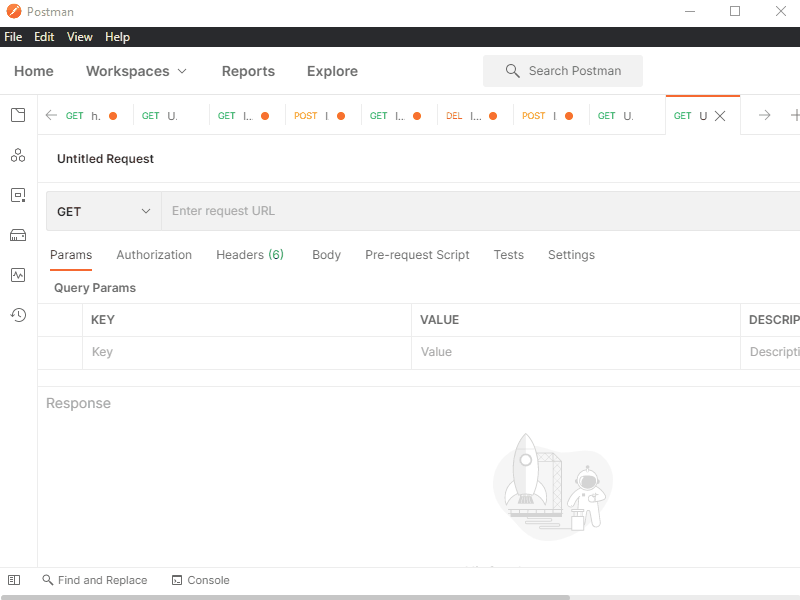 Postman
File Edit View Help
Home Workspaces Reports Explore Search Postman
GET h. GET U. GET I... POST I. GET I... DEL I... POST I GET U. GET U
Untitled Request
GET Enter request URL
Params Authorization Headers (6) Body Pre-request Script Tests Settings
Query Params
KEY VALUE DESCRIP
Key Value Descripti
Response
Find and Replace Console